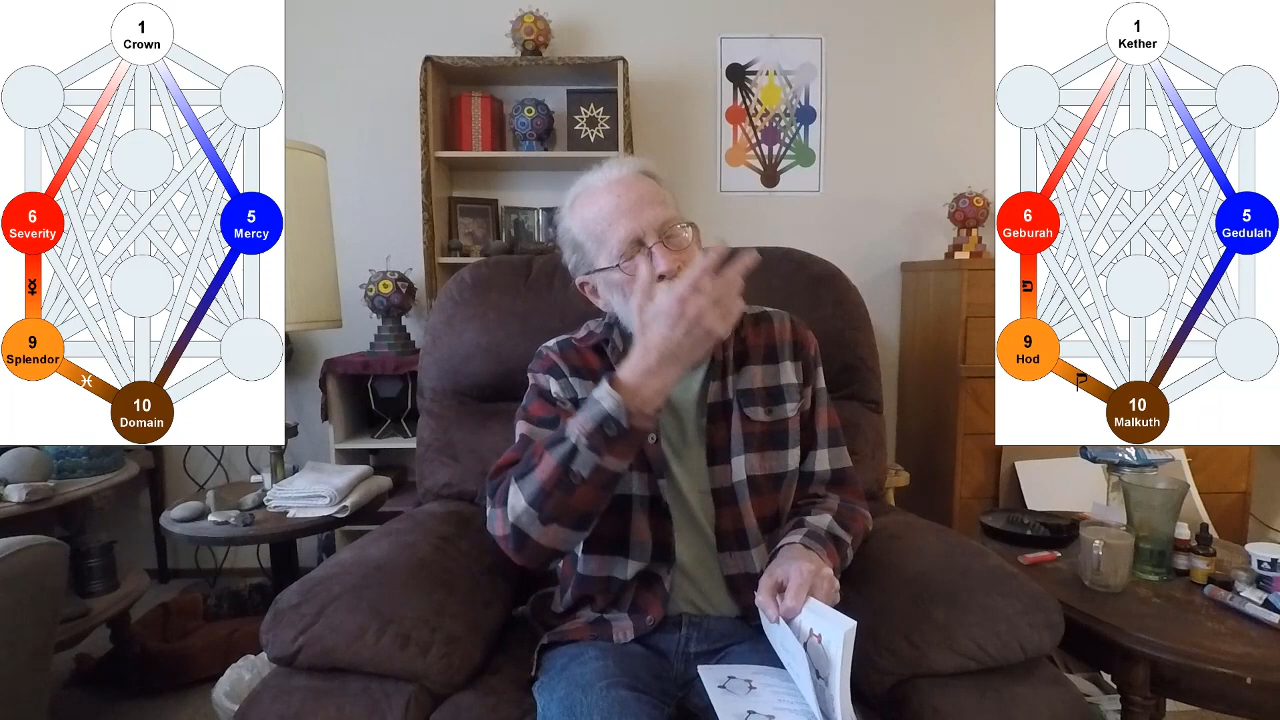 1
Crown
6
Severity
5
Mercy
☿
9
Splendor
♓
10
Domain
1
Kether
6
Geburah
5
Gedulah
ש
9
Hod
ק
10
Malkuth